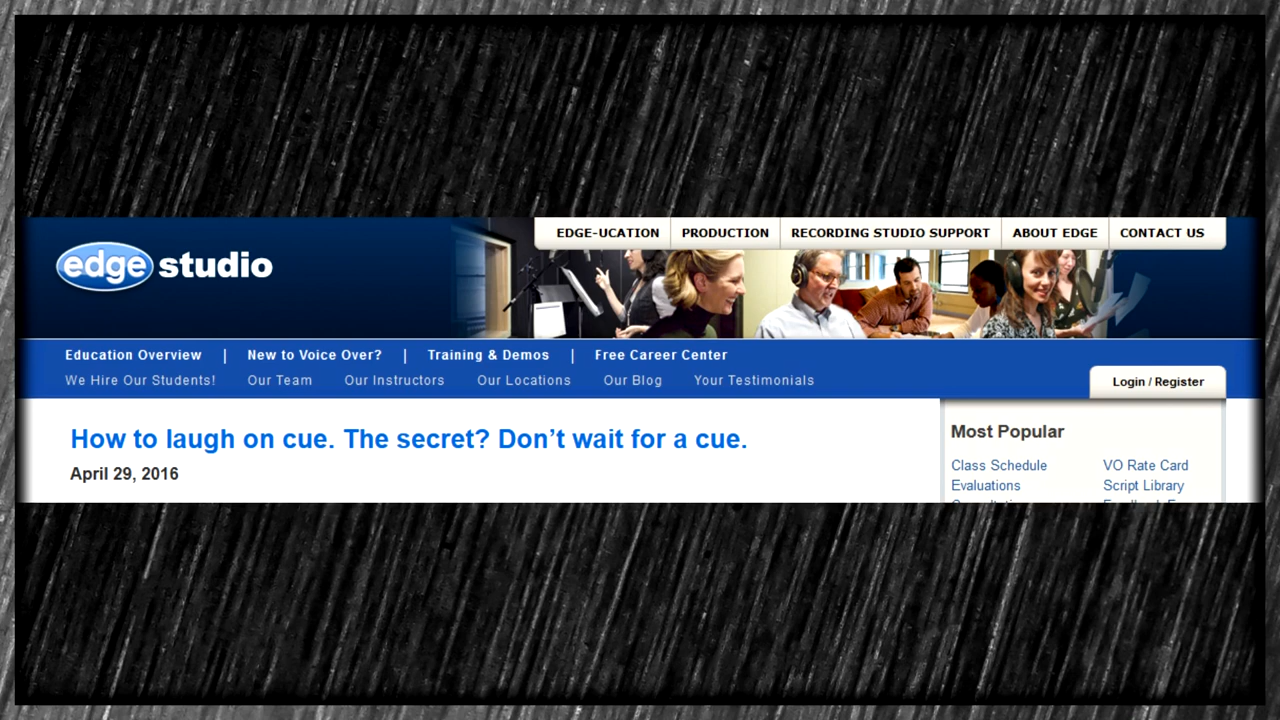 EDGE-UCATION PRODUCTION RECORDING STUDIO SUPPORT ABOUT EDGE CONTACT US
edge studio
Education Overview | New to Voice Over? | Training & Demos | Free Career Center
We Hire Our Students! Our Team Our Instructors Our Locations Our Blog Your Testimonials
Login / Register
How to laugh on cue. The secret? Don’t wait for a cue.
April 29, 2016
Most Popular
Class Schedule VO Rate Card
Evaluations Script Library